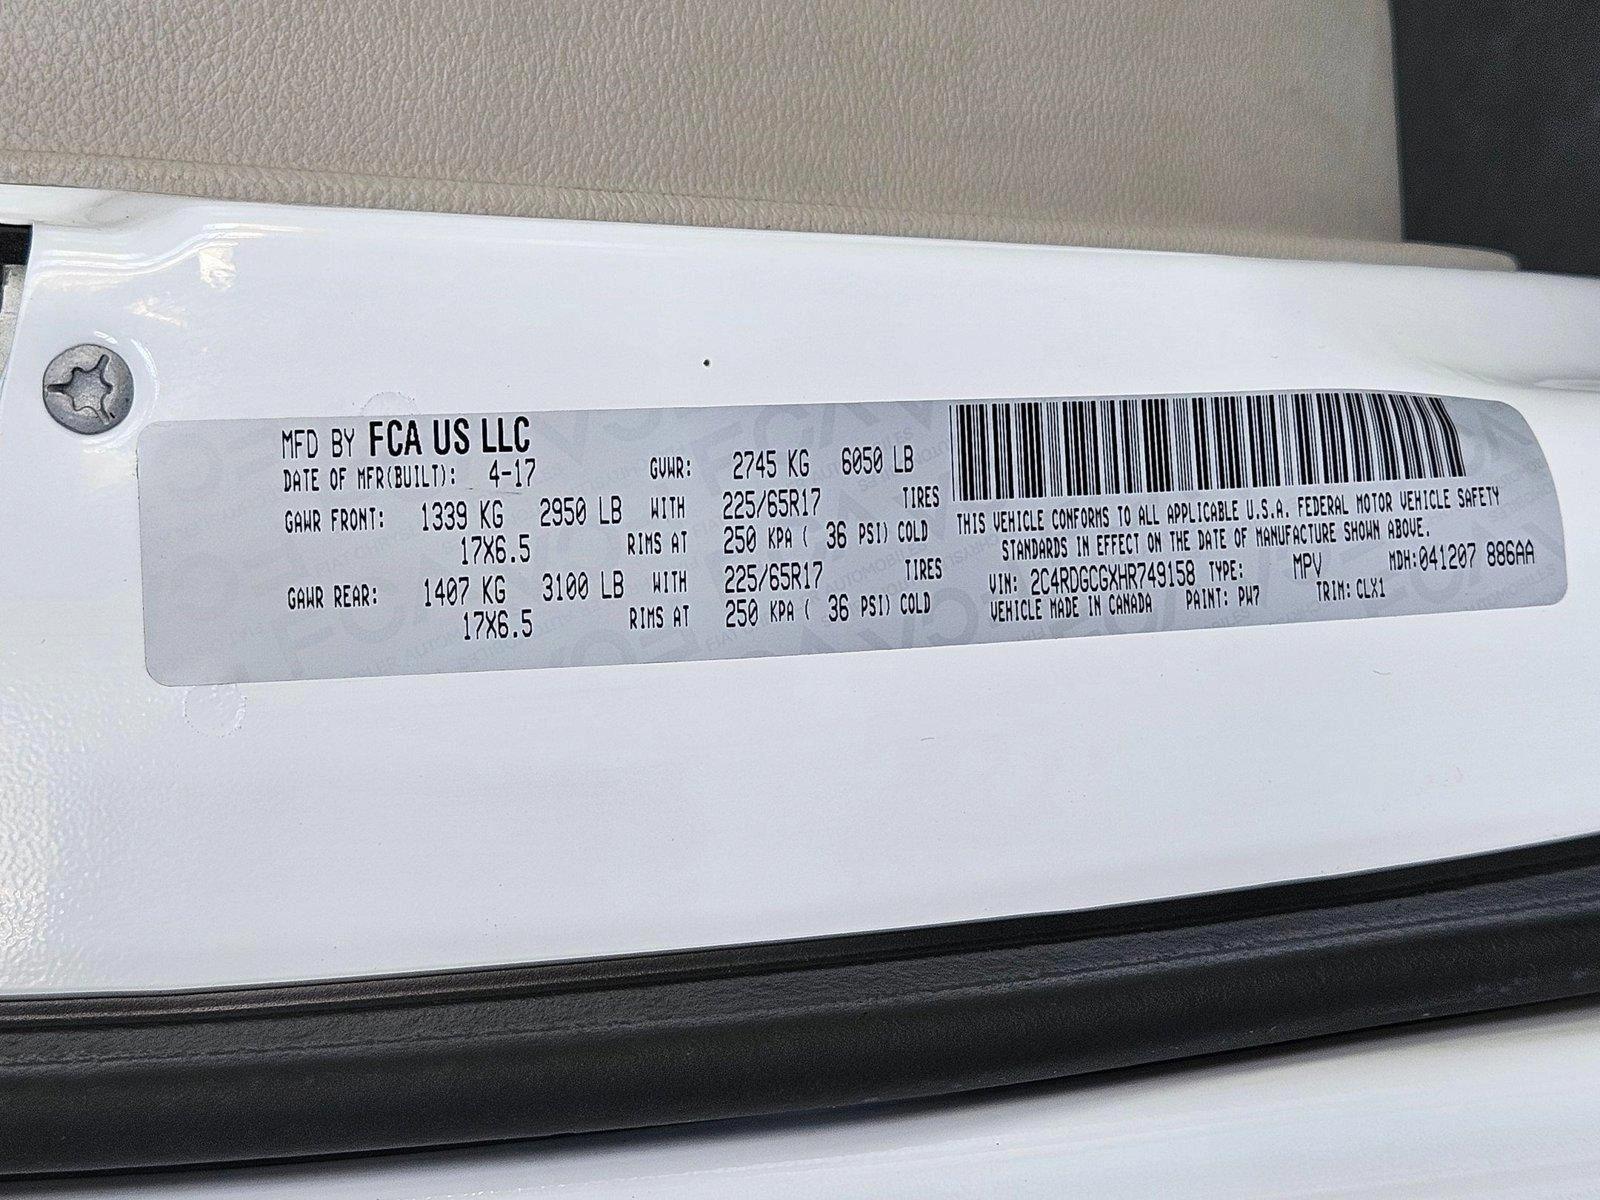 MFD BY FCA US LLC
DATE OF MFR(BUILT): 4-17 GVWR: 2745 KG 6050 LB
GAWR FRONT: 1339 KG 2950 LB WITH 225/65R17 TIRES
17X6.5 RIMS AT 250 KPA ( 36 PSI) COLD
GAWR REAR: 1407 KG 3100 LB WITH 225/65R17 TIRES
17X6.5 RIMS AT 250 KPA ( 36 PSI) COLD
THIS VEHICLE CONFORMS TO ALL APPLICABLE U.S.A. FEDERAL MOTOR VEHICLE SAFETY
STANDARDS IN EFFECT ON THE DATE OF MANUFACTURE SHOWN ABOVE.
VIN: 2C4RDGCGXHR749158 TYPE: MPV MDH:041207 886AA
VEHICLE MADE IN CANADA PAINT: PW7 TRIM: CLX1